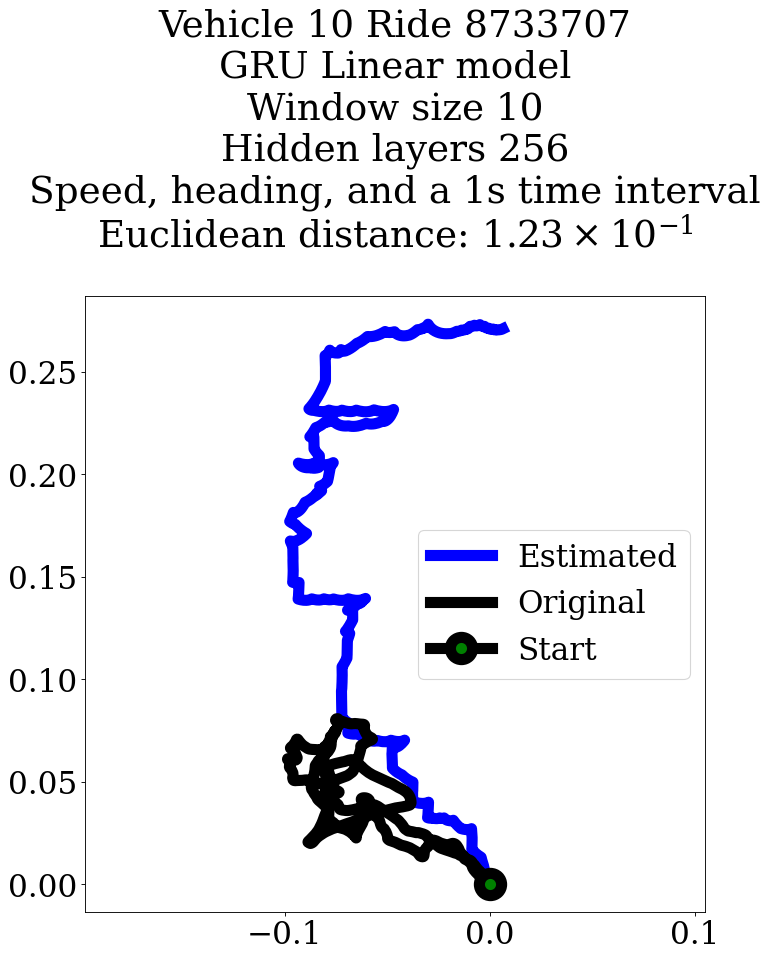 Vehicle 10 Ride 8733707
GRU Linear model
Window size 10
Hidden layers 256
Speed, heading, and a 1s time interval
Euclidean distance: 1.23 × 10⁻¹
0.25
0.20
0.15
0.10
0.05
0.00
Estimated
Original
Start
−0.1
0.0
0.1